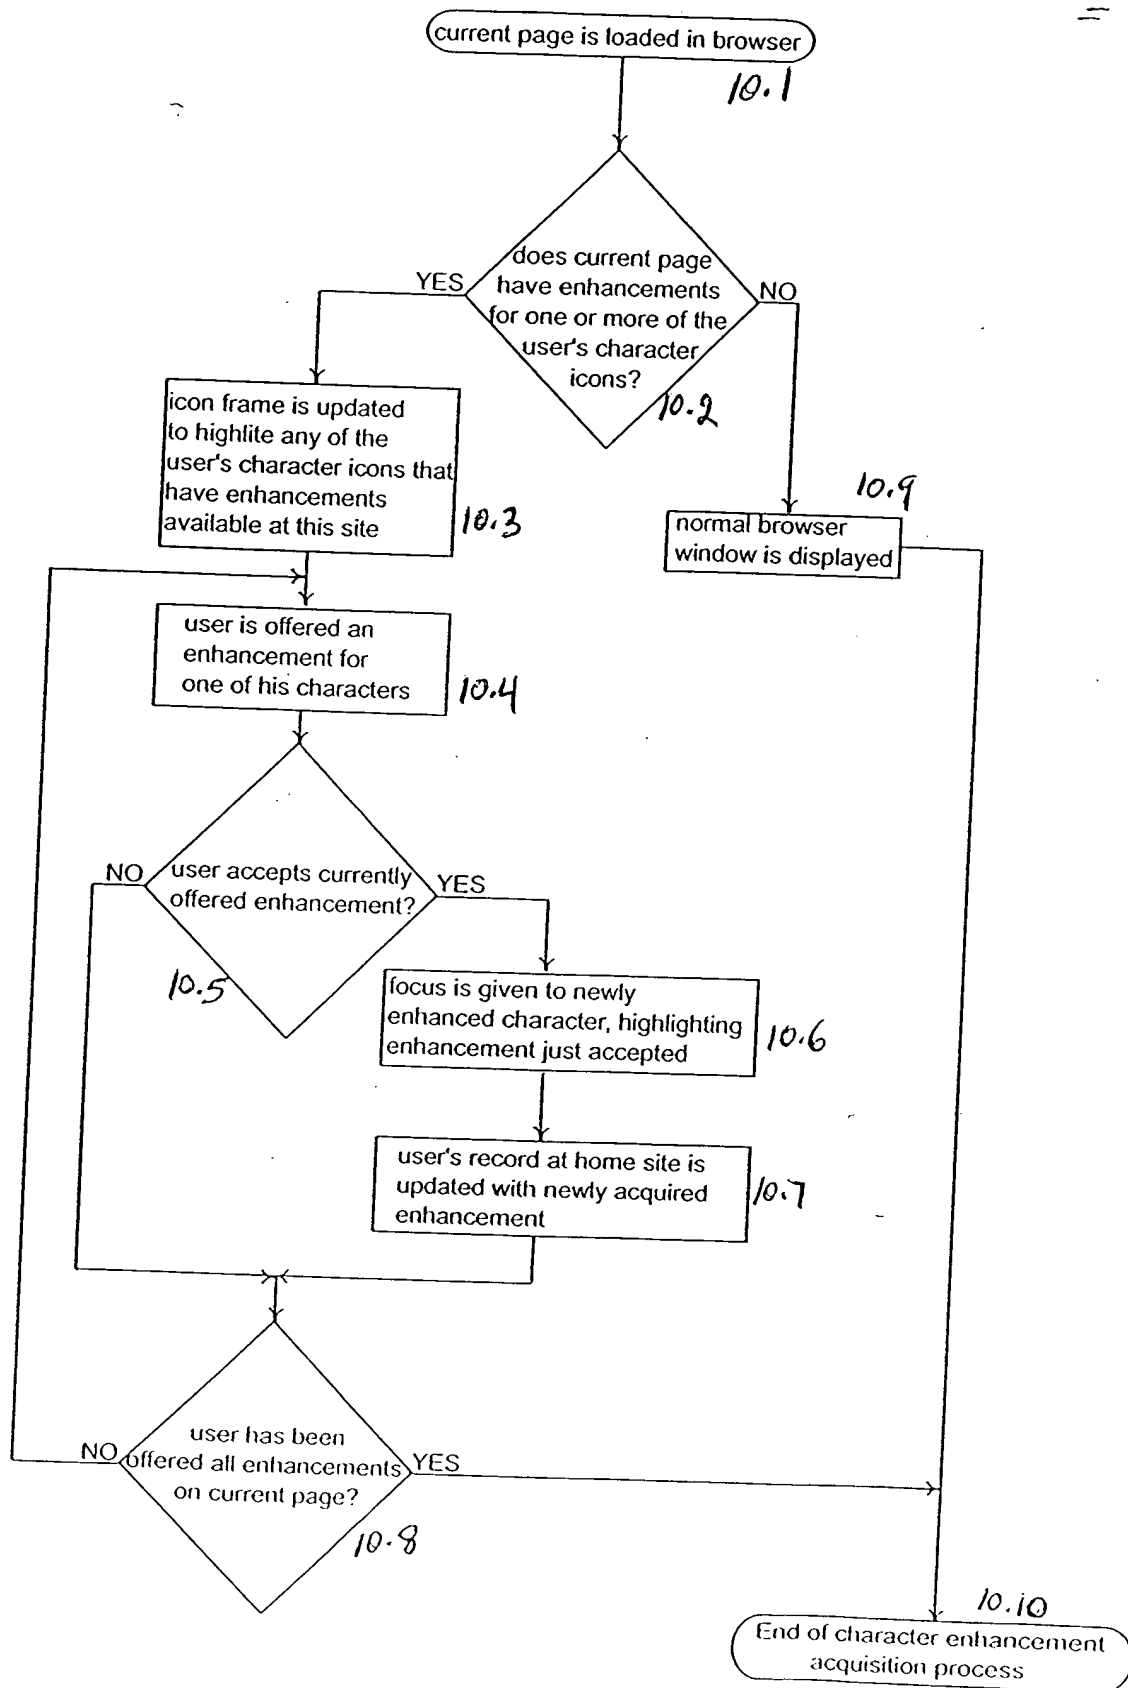 current page is loaded in browser
10.1
does current page
have enhancements
for one or more of the
user's character
icons?
YES
NO
10.2
icon frame is updated
to highlite any of the
user's character icons that
have enhancements
available at this site
10.3
10.9
normal browser
window is displayed
user is offered an
enhancement for
one of his characters
10.4
NO
user accepts currently
offered enhancement?
YES
10.5
focus is given to newly
enhanced character, highlighting
enhancement just accepted
10.6
user's record at home site is
updated with newly acquired
enhancement
10.7
user has been
NO
offered all enhancements
YES
on current page?
10.8
10.10
End of character enhancement
acquisition process